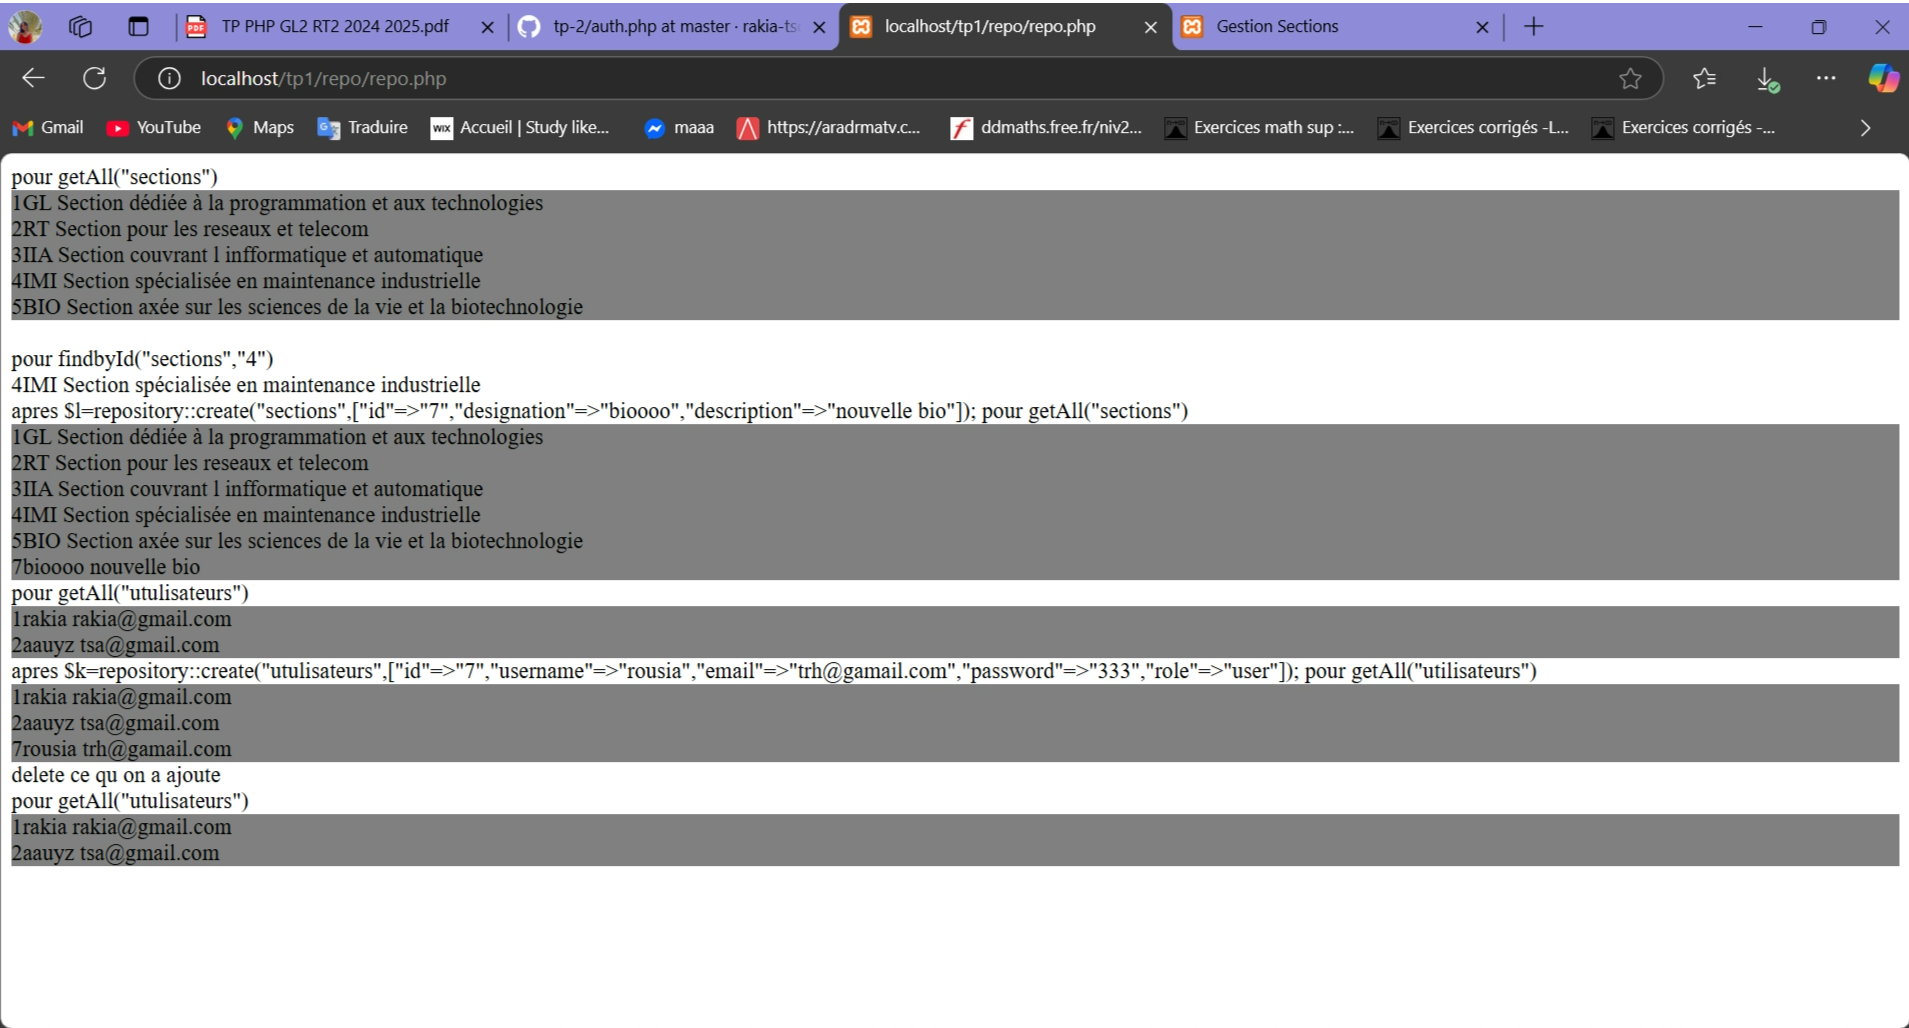 TP PHP GL2 RT2 2024 2025.pdf
tp-2/auth.php at master · rakia-ts
localhost/tp1/repo/repo.php
Gestion Sections
localhost/tp1/repo/repo.php
Gmail
YouTube
Maps
Traduire
WIX Accueil | Study like...
maaa
https://aradrmatv.c...
ddmaths.free.fr/niv2...
Exercices math sup :...
Exercices corrigés -L...
Exercices corrigés -...
pour getAll("sections")
1GL Section dédiée à la programmation et aux technologies
2RT Section pour les reseaux et telecom
3IIA Section couvrant l infformatique et automatique
4IMI Section spécialisée en maintenance industrielle
5BIO Section axée sur les sciences de la vie et la biotechnologie
pour findbyId("sections","4")
4IMI Section spécialisée en maintenance industrielle
apres $l=repository::create("sections",["id"=>"7","designation"=>"bioooo","description"=>"nouvelle bio"]); pour getAll("sections")
1GL Section dédiée à la programmation et aux technologies
2RT Section pour les reseaux et telecom
3IIA Section couvrant l infformatique et automatique
4IMI Section spécialisée en maintenance industrielle
5BIO Section axée sur les sciences de la vie et la biotechnologie
7bioooo nouvelle bio
pour getAll("utulisateurs")
1rakia rakia@gmail.com
2aauyz tsa@gmail.com
apres $k=repository::create("utulisateurs",["id"=>"7","username"=>"rousia","email"=>"trh@gamail.com","password"=>"333","role"=>"user"]); pour getAll("utilisateurs")
1rakia rakia@gmail.com
2aauyz tsa@gmail.com
7rousia trh@gamail.com
delete ce qu on a ajoute
pour getAll("utulisateurs")
1rakia rakia@gmail.com
2aauyz tsa@gmail.com